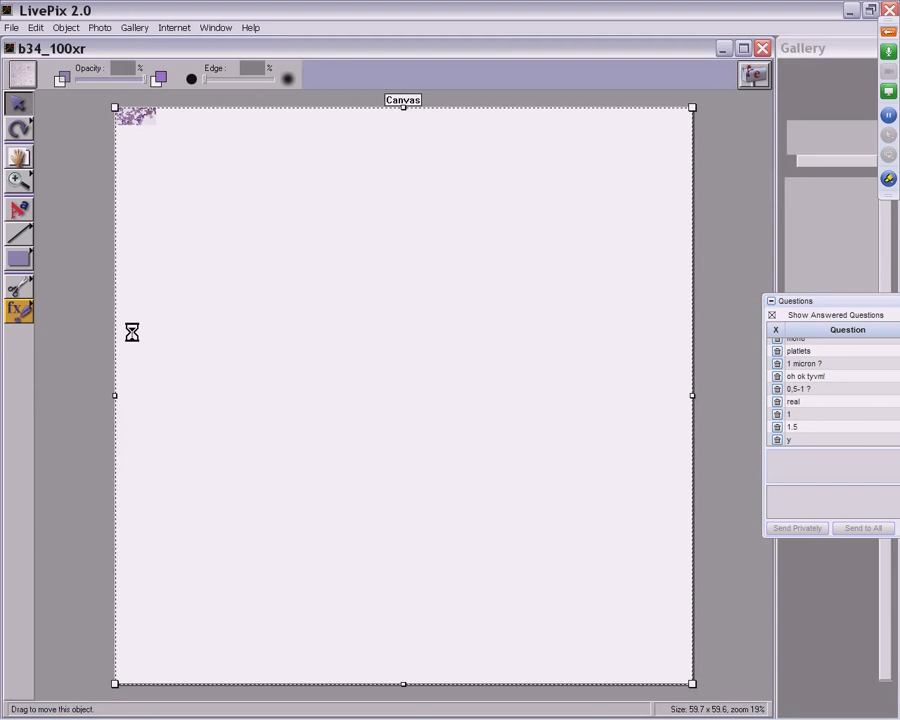 LivePix 2.0
File Edit Object Photo Gallery Internet Window Help
b34_100xr
Gallery
Opacity: %
Edge: %
Canvas
Questions
Show Answered Questions
X Question
mono
platlets
1 micron ?
oh ok tyvm!
0,5-1 ?
real
1
1.5
y
Send Privately Send to All
Drag to move this object.
Size: 59.7 x 59.6, zoom 19%